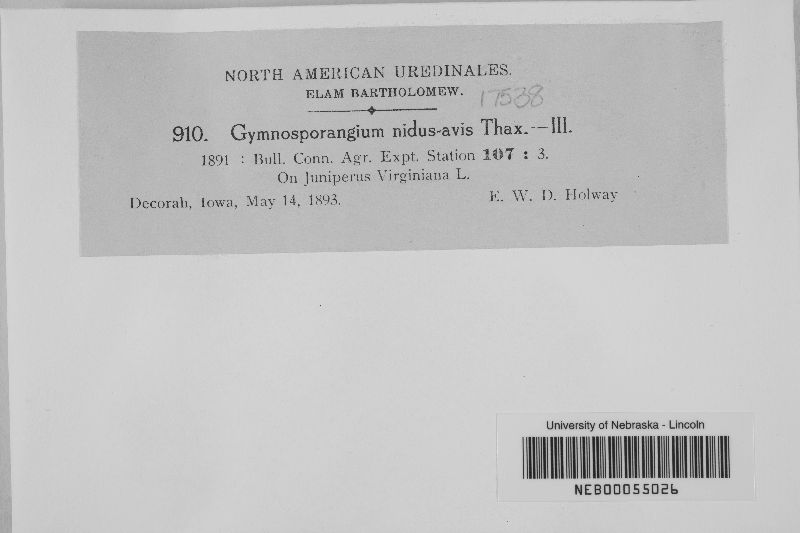 NORTH AMERICAN UREDINALES.
ELAM BARTHOLOMEW.
17538
910. Gymnosporangium nidus-avis Thax.—III.
1891 : Bull. Conn. Agr. Expt. Station 107 : 3.
On Juniperus Virginiana L.
Decorah, Iowa, May 14, 1893. E. W. D. Holway
University of Nebraska - Lincoln
NEB00055026